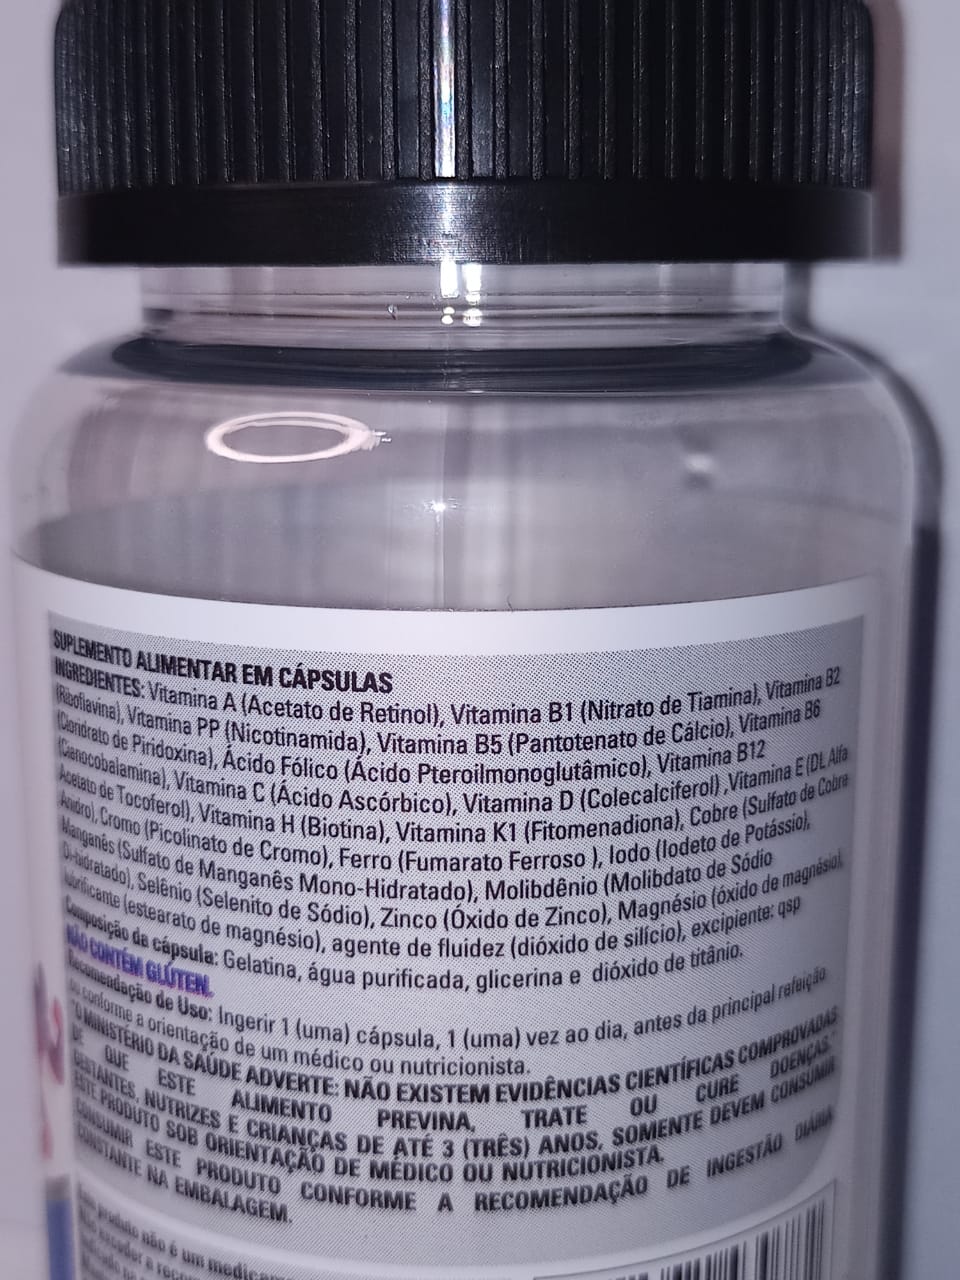 SUPLEMENTO ALIMENTAR EM CÁPSULAS
INGREDIENTES: Vitamina A (Acetato de Retinol), Vitamina B1 (Nitrato de Tiamina), Vitamina B2
(Riboflavina), Vitamina PP (Nicotinamida), Vitamina B5 (Pantotenato de Cálcio), Vitamina B6
(Cloridrato de Piridoxina), Ácido Fólico (Ácido Pteroilmonoglutâmico), Vitamina B12
(Cianocobalamina), Vitamina C (Ácido Ascórbico), Vitamina D (Colecalciferol) ,Vitamina E (DL Alfa
Acetato de Tocoferol), Vitamina H (Biotina), Vitamina K1 (Fitomenadiona), Cobre (Sulfato de Cobre
Anidro), Cromo (Picolinato de Cromo), Ferro (Fumarato Ferroso ), Iodo (Iodeto de Potássio),
Manganês (Sulfato de Manganês Mono-Hidratado), Molibdênio (Molibdato de Sódio
Di-hidratado), Selênio (Selenito de Sódio), Zinco (Óxido de Zinco), Magnésio (óxido de magnésio),
lubrificante (estearato de magnésio), agente de fluidez (dióxido de silício), excipiente: qsp
Composição da cápsula: Gelatina, água purificada, glicerina e dióxido de titânio.
NÃO CONTÉM GLÚTEN.
Recomendação de Uso: Ingerir 1 (uma) cápsula, 1 (uma) vez ao dia, antes da principal refeição
ou conforme a orientação de um médico ou nutricionista.
"O MINISTÉRIO DA SAÚDE ADVERTE: NÃO EXISTEM EVIDÊNCIAS CIENTÍFICAS COMPROVADAS
DE QUE ESTE ALIMENTO PREVINA, TRATE OU CURE DOENÇAS."
GESTANTES, NUTRIZES E CRIANÇAS DE ATÉ 3 (TRÊS) ANOS, SOMENTE DEVEM CONSUMIR
ESTE PRODUTO SOB ORIENTAÇÃO DE MÉDICO OU NUTRICIONISTA.
CONSUMIR ESTE PRODUTO CONFORME A RECOMENDAÇÃO DE INGESTÃO DIÁRIA
CONSTANTE NA EMBALAGEM.
produto não é um
exceder a